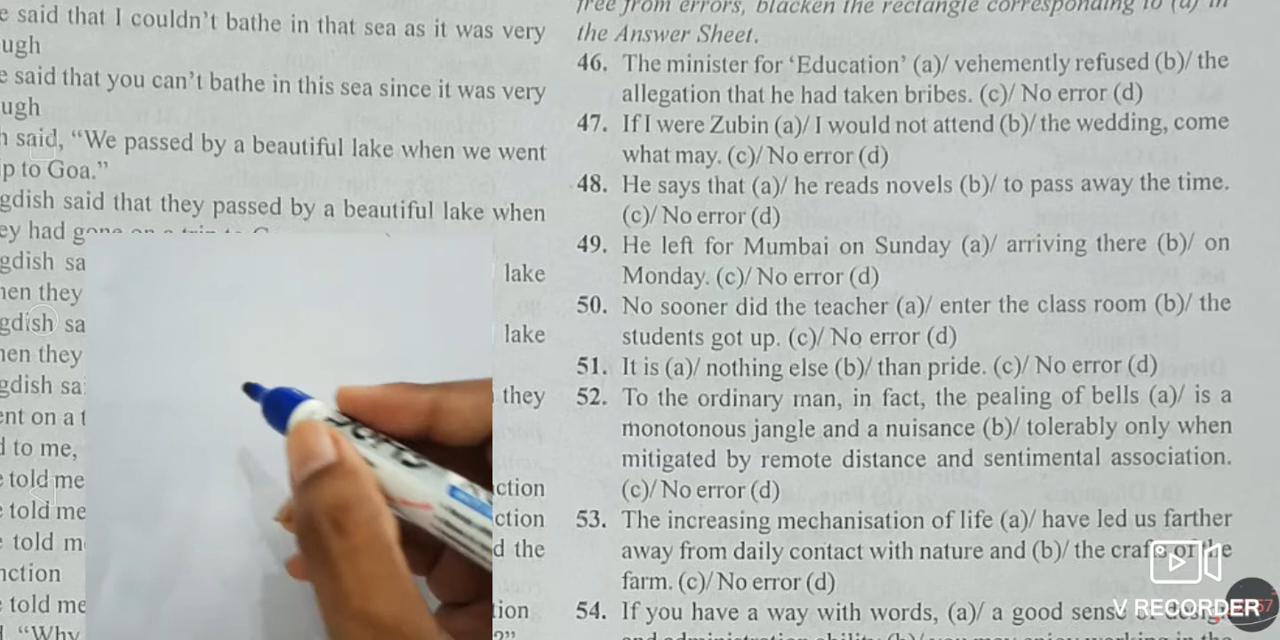 e said that I couldn’t bathe in that sea as it was very
ugh
e said that you can’t bathe in this sea since it was very
ugh
h said, “We passed by a beautiful lake when we went
p to Goa.”
gdish said that they passed by a beautiful lake when
ey had gone on a trip to
gdish sa lake
hen they
gdish sa lake
hen they
gdish sa they
ent on a t
d to me,
e told me ction
e told me ction
e told m d the
nction
e told me tion
“Why
free from errors, blacken the rectangle corresponding to (d) in
the Answer Sheet.
46. The minister for ‘Education’ (a)/ vehemently refused (b)/ the
allegation that he had taken bribes. (c)/ No error (d)
47. If I were Zubin (a)/ I would not attend (b)/ the wedding, come
what may. (c)/ No error (d)
48. He says that (a)/ he reads novels (b)/ to pass away the time.
(c)/ No error (d)
49. He left for Mumbai on Sunday (a)/ arriving there (b)/ on
Monday. (c)/ No error (d)
50. No sooner did the teacher (a)/ enter the class room (b)/ the
students got up. (c)/ No error (d)
51. It is (a)/ nothing else (b)/ than pride. (c)/ No error (d)
52. To the ordinary man, in fact, the pealing of bells (a)/ is a
monotonous jangle and a nuisance (b)/ tolerably only when
mitigated by remote distance and sentimental association.
(c)/ No error (d)
53. The increasing mechanisation of life (a)/ have led us farther
away from daily contact with nature and (b)/ the crafts of the
farm. (c)/ No error (d)
54. If you have a way with words, (a)/ a good sense of design
V RECORDER